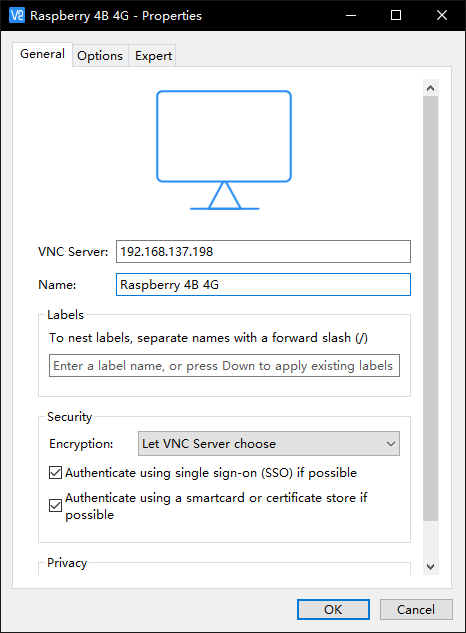 Raspberry 4B 4G - Properties
General Options Expert
VNC Server: 192.168.137.198
Name: Raspberry 4B 4G
Labels
To nest labels, separate names with a forward slash (/)
Enter a label name, or press Down to apply existing labels
Security
Encryption: Let VNC Server choose
Authenticate using single sign-on (SSO) if possible
Authenticate using a smartcard or certificate store if
possible
Privacy
OK Cancel